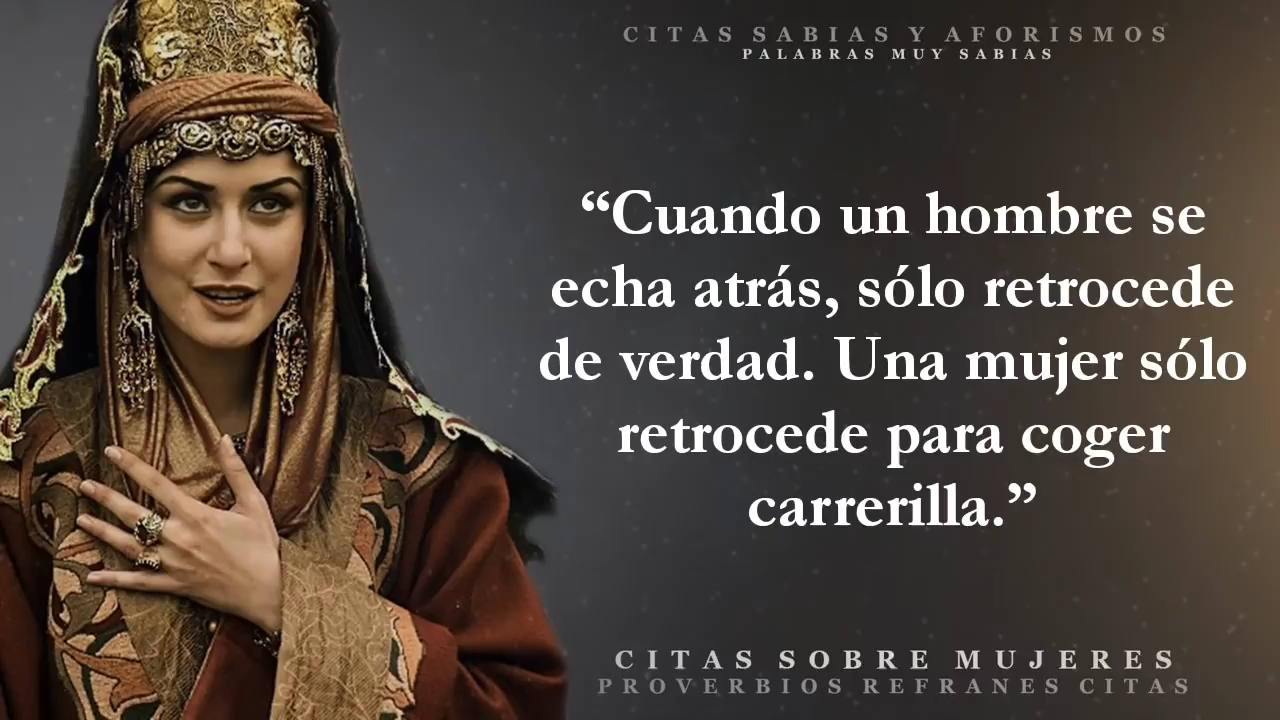 CITAS SABIAS Y AFORISMOS
PALABRAS MUY SABIAS
“Cuando un hombre se
echa atrás, sólo retrocede
de verdad. Una mujer sólo
retrocede para coger
carrerilla.”
CITAS SOBRE MUJERES
PROVERBIOS REFRANES CITAS